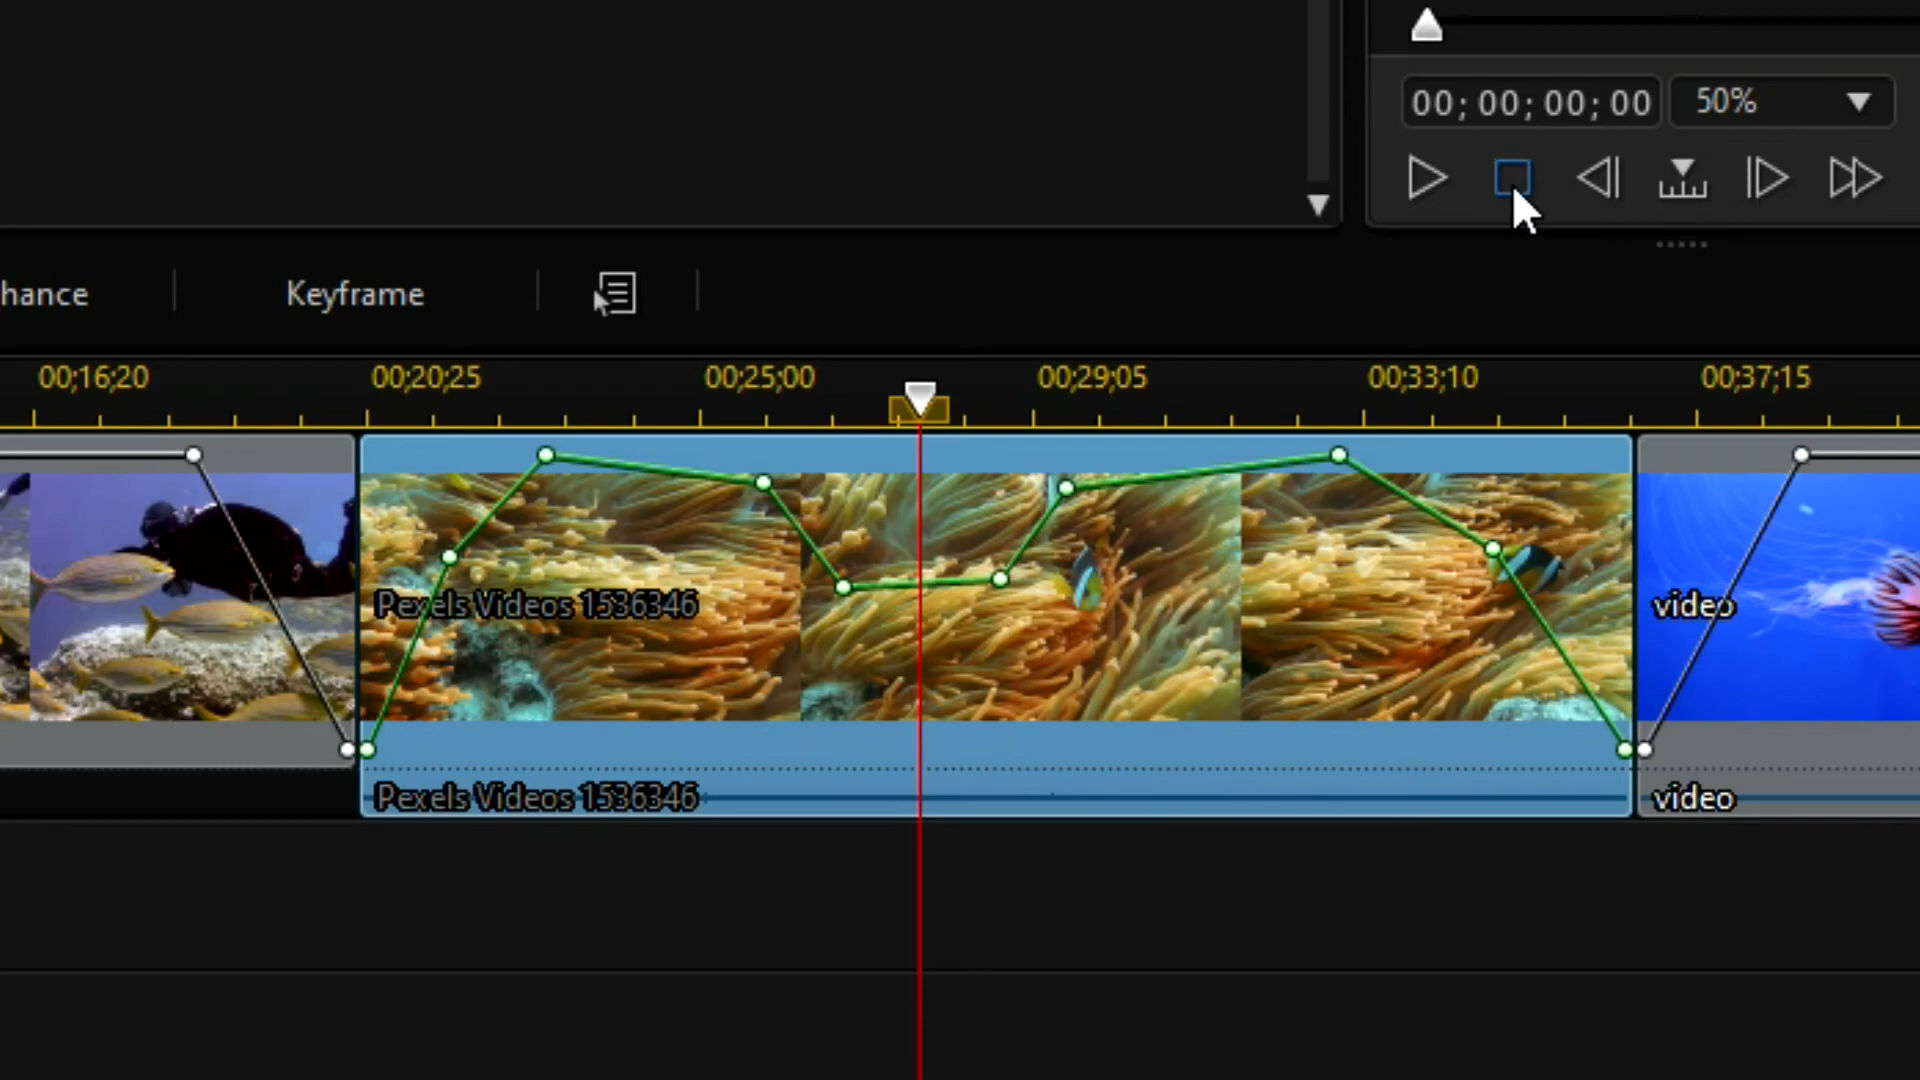 00; 00; 00; 00
50%
hance
Keyframe
00;16;20
00;20;25
00;25;00
00;29;05
00;33;10
00;37;15
Pexels Videos 1536346
video
Pexels Videos 1536346
video